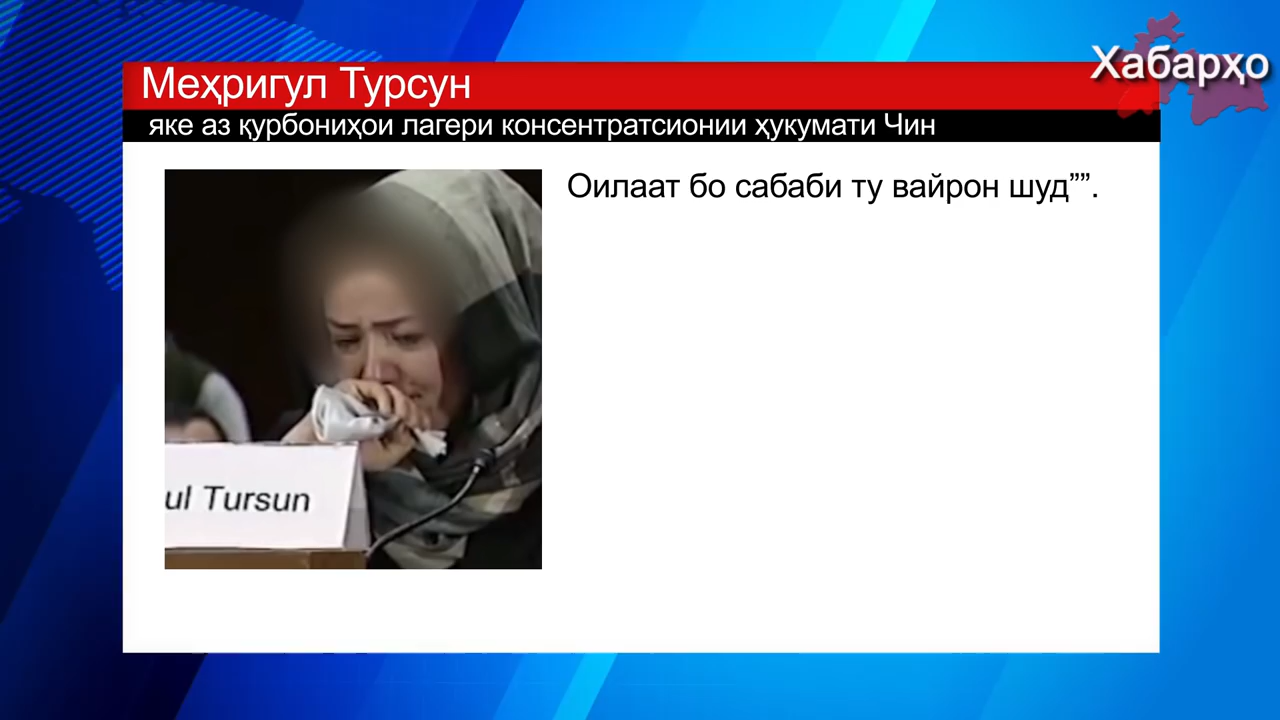 Хабарҳо
Меҳригул Турсун
яке аз қурбониҳои лагери консентратсионии ҳукумати Чин
Оилаат бо сабаби ту вайрон шуд””.
ul Tursun